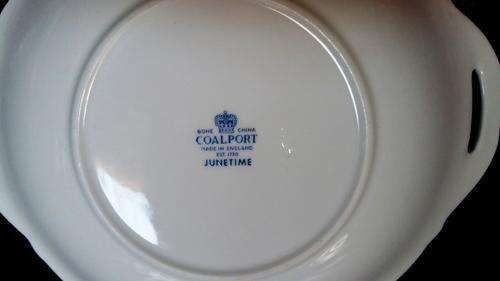 BONE CHINA
COALPORT
MADE IN ENGLAND
EST. 1750
JUNETIME